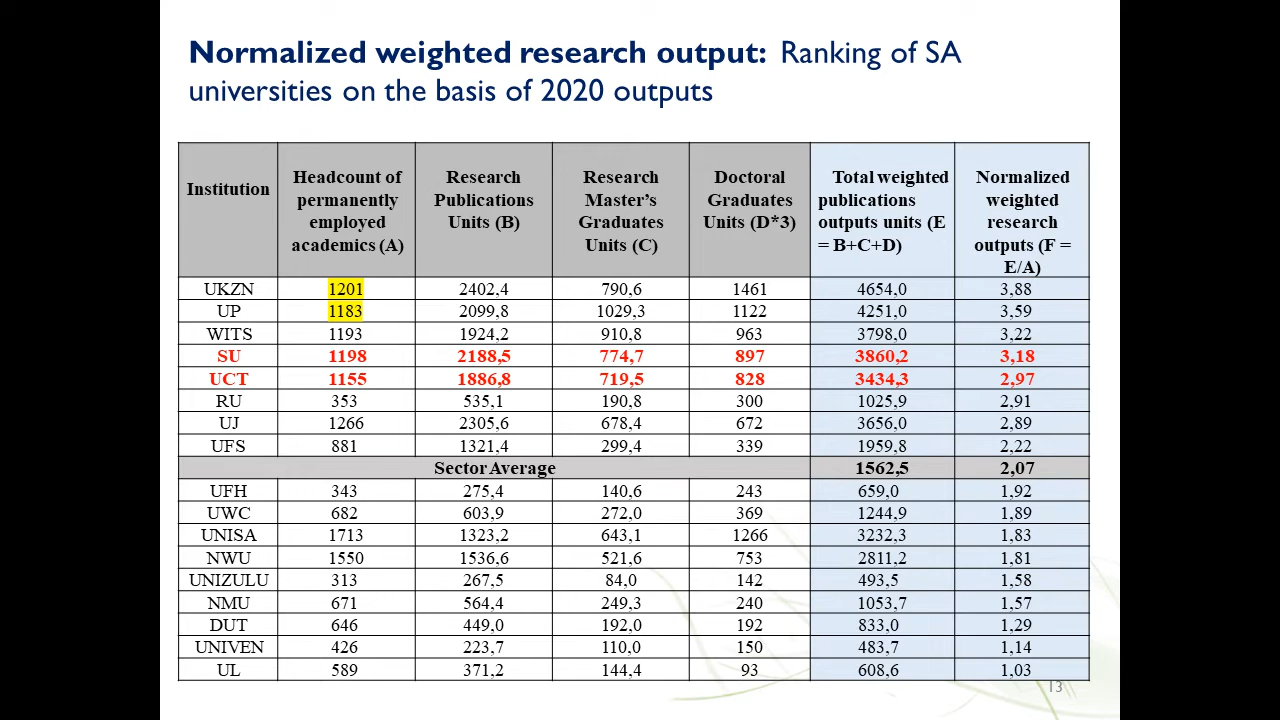 Normalized weighted research output: Ranking of SA
universities on the basis of 2020 outputs
Institution
Headcount of
permanently
employed
academics (A)
Research
Publications
Units (B)
Research
Master's
Graduates
Units (C)
Doctoral
Graduates
Units (D*3)
Total weighted
publications
outputs units (E
= B+C+D)
Normalized
weighted
research
outputs (F =
E/A)
UKZN 1201 2402,4 790,6 1461 4654,0 3,88
UP 1183 2099,8 1029,3 1122 4251,0 3,59
WITS 1193 1924,2 910,8 963 3798,0 3,22
SU 1198 2188,5 774,7 897 3860,2 3,18
UCT 1155 1886,8 719,5 828 3434,3 2,97
RU 353 535,1 190,8 300 1025,9 2,91
UJ 1266 2305,6 678,4 672 3656,0 2,89
UFS 881 1321,4 299,4 339 1959,8 2,22
Sector Average 1562,5 2,07
UFH 343 275,4 140,6 243 659,0 1,92
UWC 682 603,9 272,0 369 1244,9 1,89
UNISA 1713 1323,2 643,1 1266 3232,3 1,83
NWU 1550 1536,6 521,6 753 2811,2 1,81
UNIZULU 313 267,5 84,0 142 493,5 1,58
NMU 671 564,4 249,3 240 1053,7 1,57
DUT 646 449,0 192,0 192 833,0 1,29
UNIVEN 426 223,7 110,0 150 483,7 1,14
UL 589 371,2 144,4 93 608,6 1,03
13